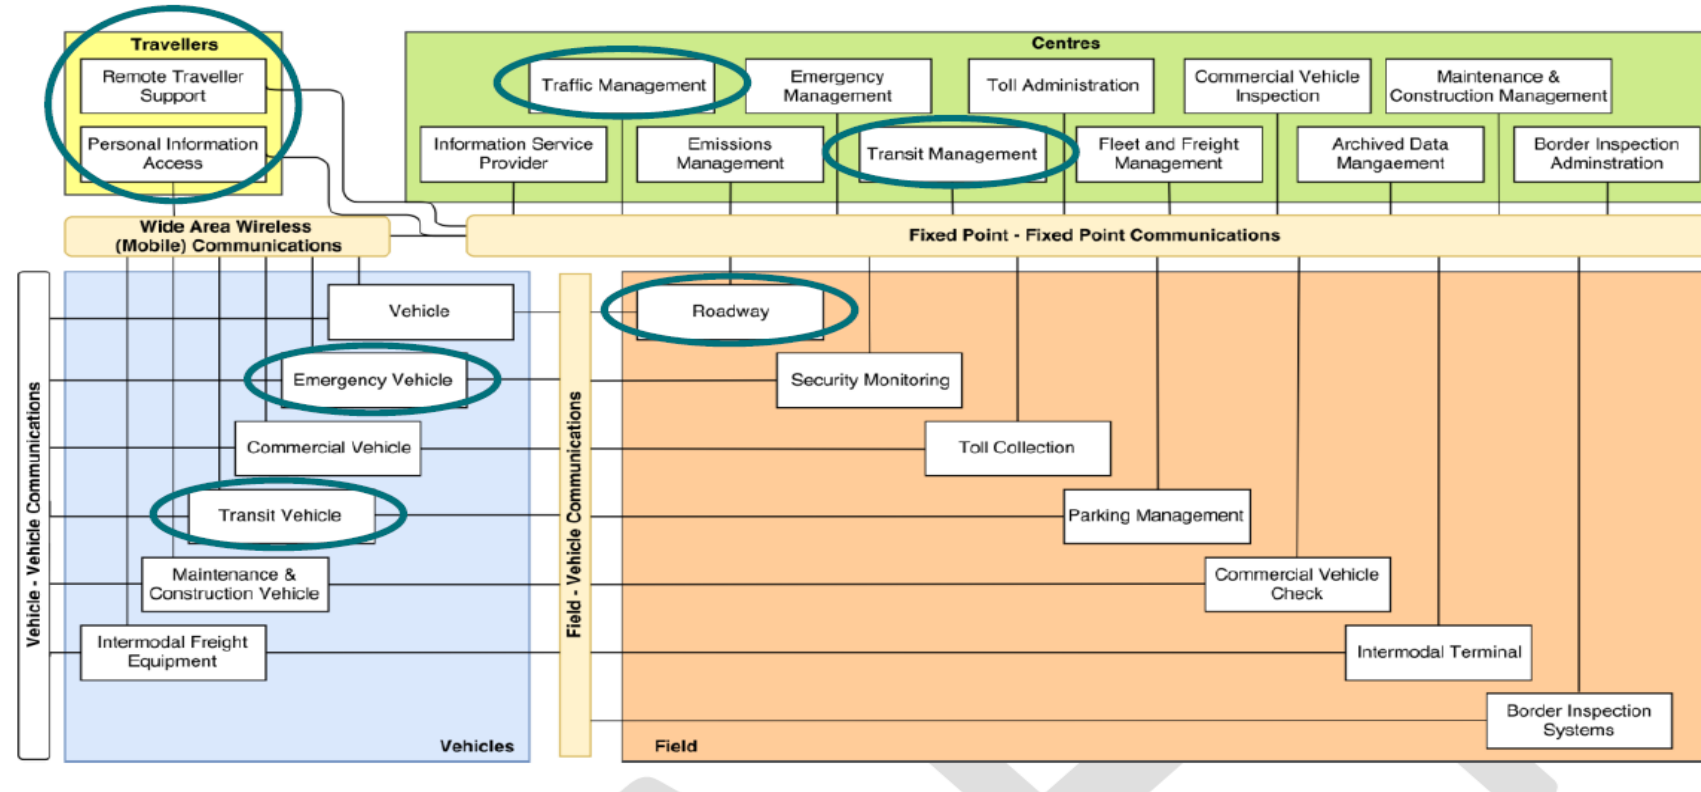 Travellers
Remote Traveller
Support
Personal Information
Access
Centres
Traffic Management
Emergency
Management
Toll Administration
Commercial Vehicle
Inspection
Maintenance &
Construction Management
Information Service
Provider
Emissions
Management
Transit Management
Fleet and Freight
Management
Archived Data
Mangaement
Border Inspection
Adminstration
Wide Area Wireless
(Mobile) Communications
Fixed Point - Fixed Point Communications
Vehicle - Vehicle Communications
Vehicle
Emergency Vehicle
Commercial Vehicle
Transit Vehicle
Maintenance &
Construction Vehicle
Intermodal Freight
Equipment
Vehicles
Field - Vehicle Communications
Roadway
Security Monitoring
Toll Collection
Parking Management
Commercial Vehicle
Check
Intermodal Terminal
Border Inspection
Systems
Field